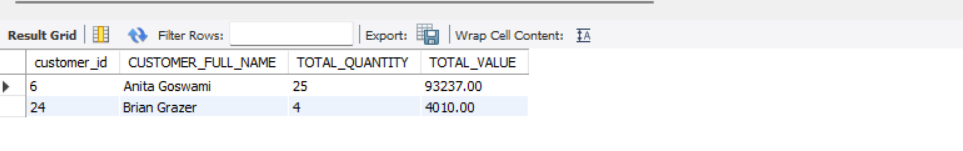 Result Grid Filter Rows: Export: Wrap Cell Content: IA
customer_id CUSTOMER_FULL_NAME TOTAL_QUANTITY TOTAL_VALUE
6 Anita Goswami 25 93237.00
24 Brian Grazer 4 4010.00